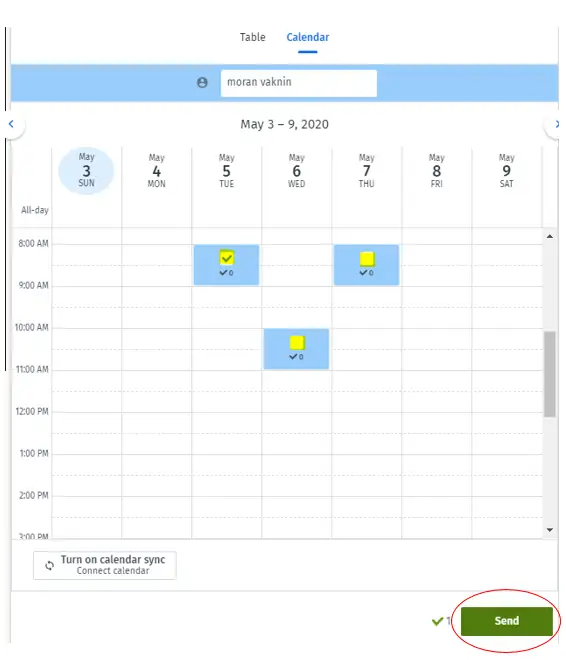 Table Calendar
moran vaknin
May 3 – 9, 2020
May May May May May May May
3 4 5 6 7 8 9
SUN MON TUE WED THU FRI SAT
All-day
8:00 AM
0 0
9:00 AM
10:00 AM
0
11:00 AM
12:00 PM
1:00 PM
2:00 PM
3:00 PM
Turn on calendar sync
Connect calendar
1 Send